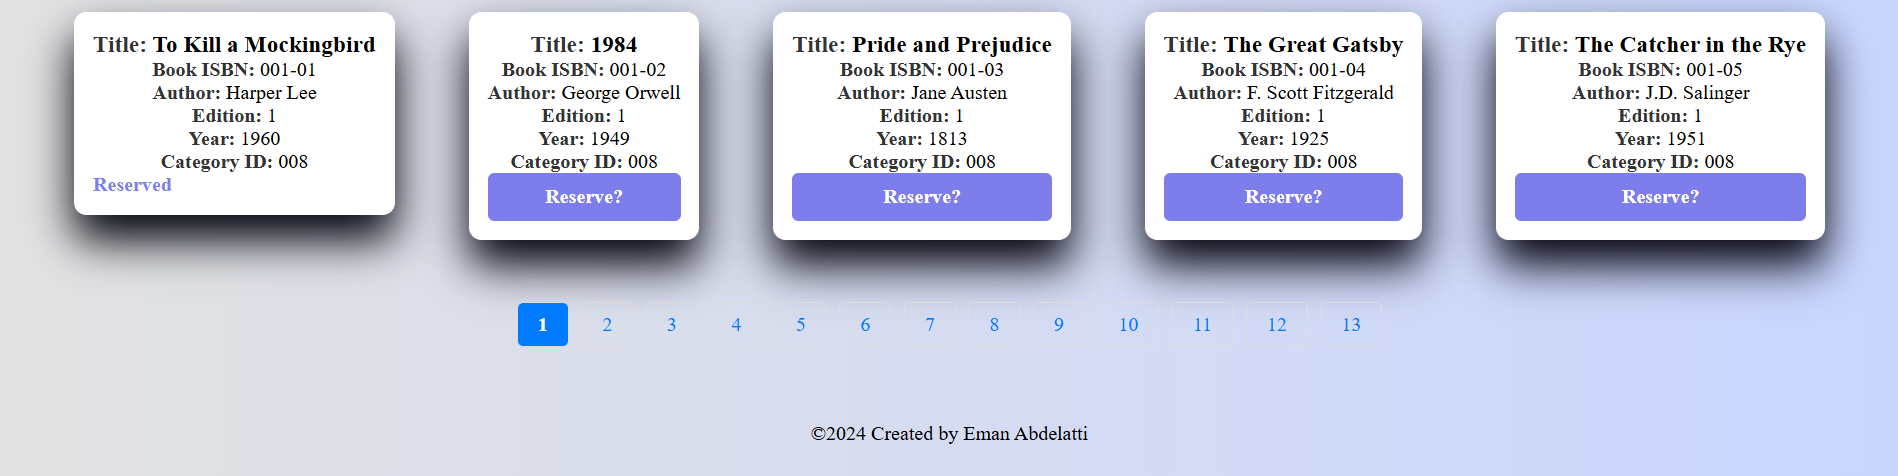 Title: To Kill a Mockingbird
Book ISBN: 001-01
Author: Harper Lee
Edition: 1
Year: 1960
Category ID: 008
Reserved
Title: 1984
Book ISBN: 001-02
Author: George Orwell
Edition: 1
Year: 1949
Category ID: 008
Reserve?
Title: Pride and Prejudice
Book ISBN: 001-03
Author: Jane Austen
Edition: 1
Year: 1813
Category ID: 008
Reserve?
Title: The Great Gatsby
Book ISBN: 001-04
Author: F. Scott Fitzgerald
Edition: 1
Year: 1925
Category ID: 008
Reserve?
Title: The Catcher in the Rye
Book ISBN: 001-05
Author: J.D. Salinger
Edition: 1
Year: 1951
Category ID: 008
Reserve?
1 2 3 4 5 6 7 8 9 10 11 12 13
©2024 Created by Eman Abdelatti